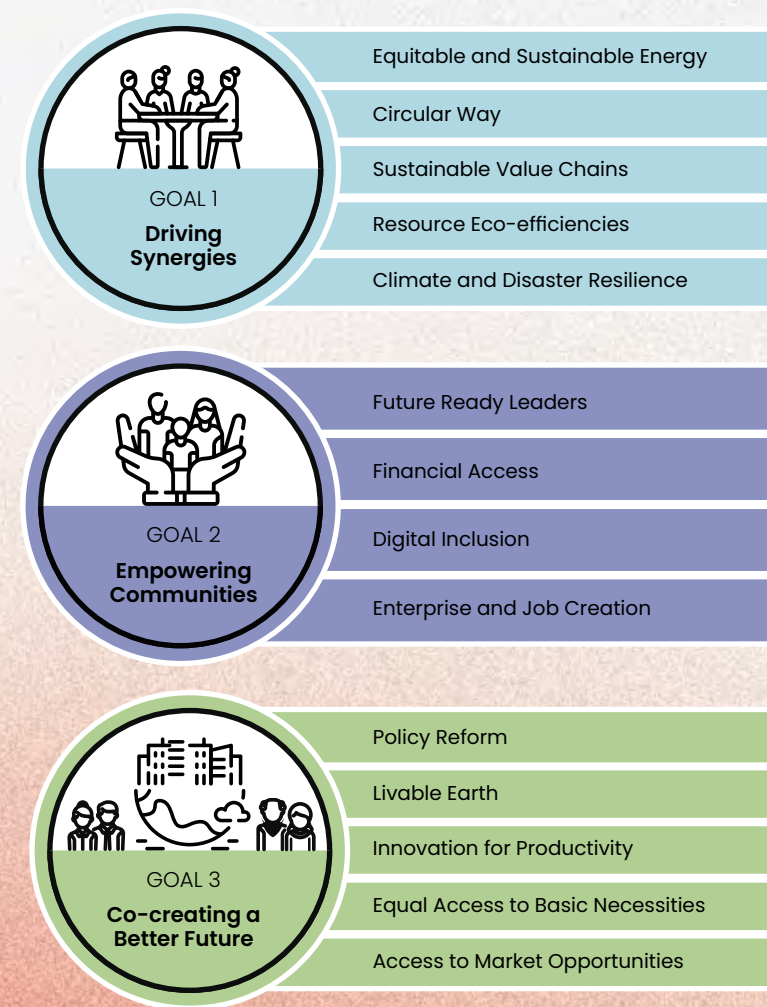 GOAL 1
Driving
Synergies
Equitable and Sustainable Energy
Circular Way
Sustainable Value Chains
Resource Eco-efficiencies
Climate and Disaster Resilience
GOAL 2
Empowering
Communities
Future Ready Leaders
Financial Access
Digital Inclusion
Enterprise and Job Creation
GOAL 3
Co-creating a
Better Future
Policy Reform
Livable Earth
Innovation for Productivity
Equal Access to Basic Necessities
Access to Market Opportunities